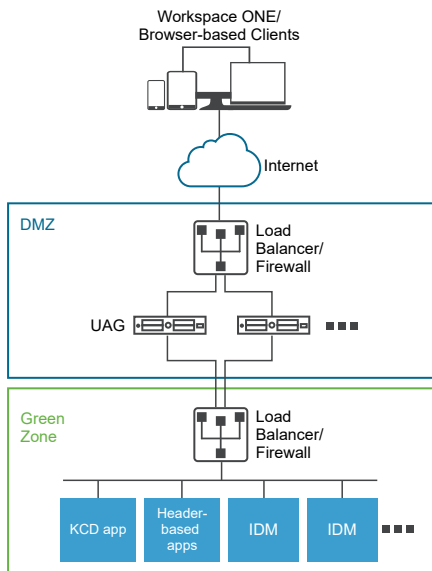 Workspace ONE/
Browser-based Clients
Internet
DMZ
Load
Balancer/
Firewall
UAG
Green
Zone
Load
Balancer/
Firewall
KCD app
Header-
based
apps
IDM
IDM